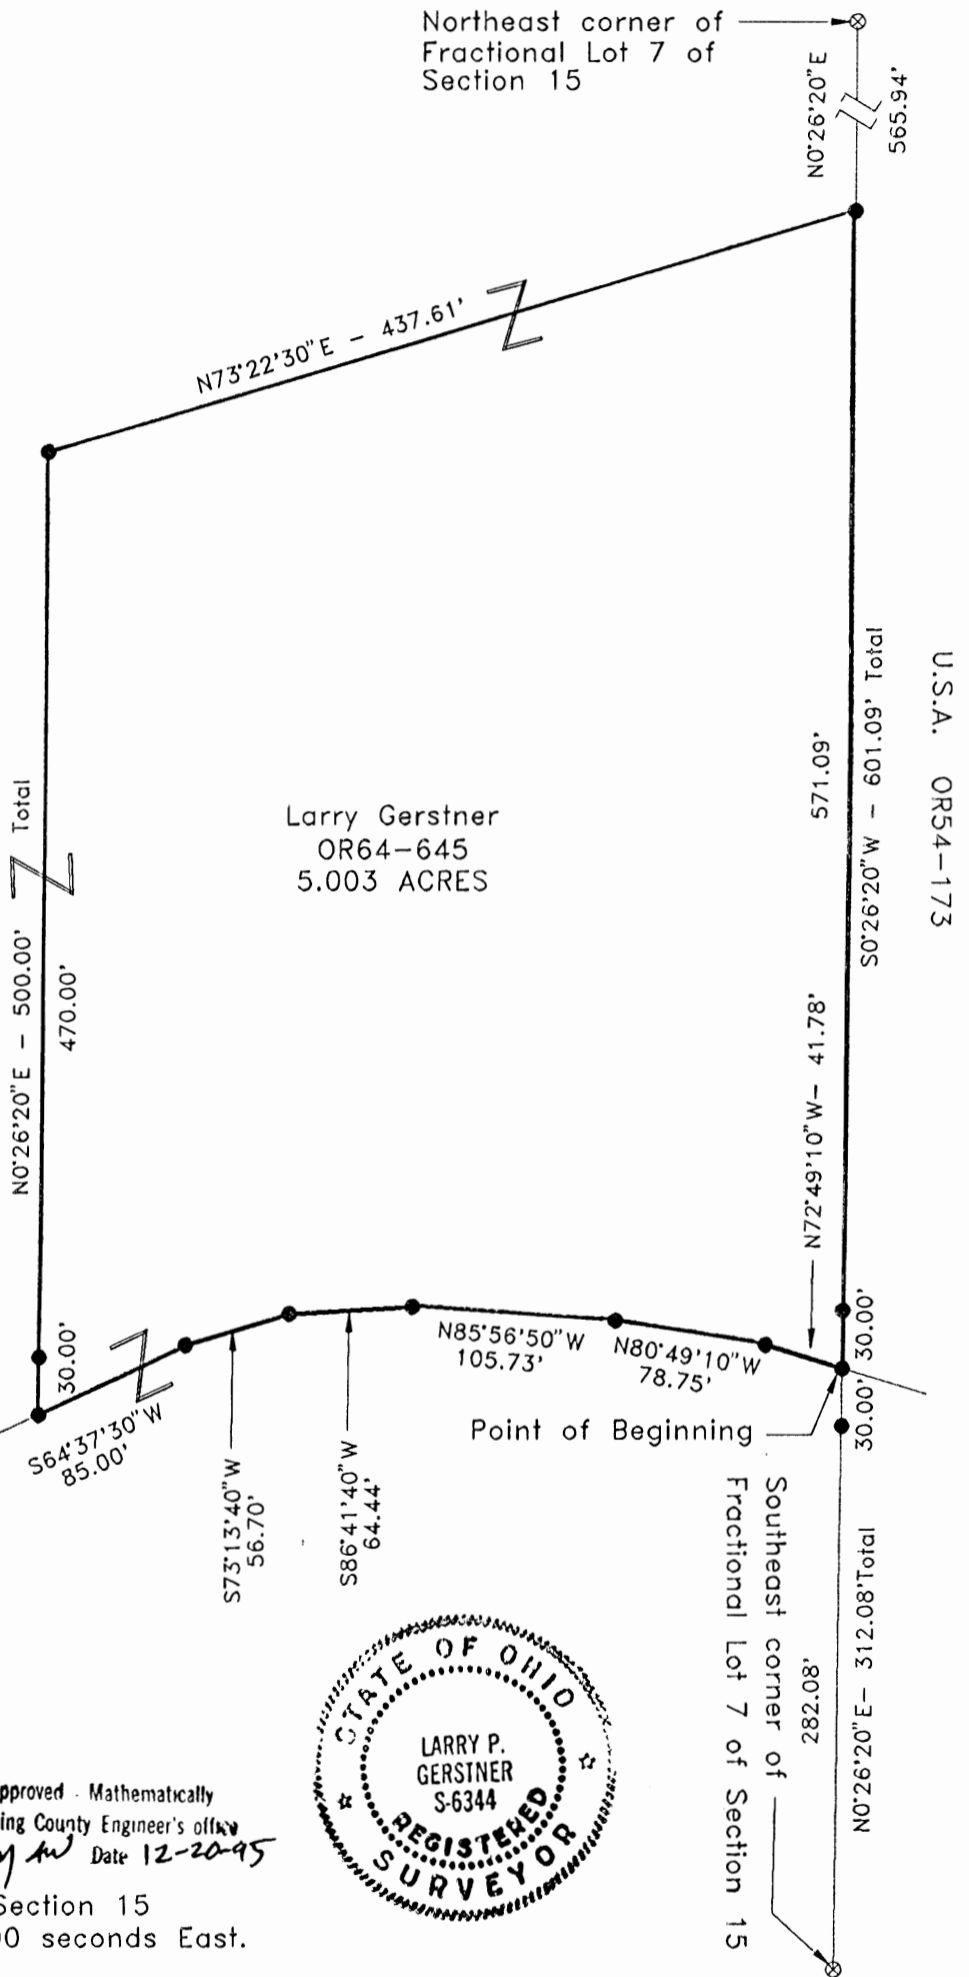 Northeast corner of
Fractional Lot 7 of
Section 15
N0°26'20"E
565.94'
N73°22'30"E - 437.61'
U.S.A. OR54-173
S0°26'20"W - 601.09' Total
571.09'
Larry Gerstner
OR64-645
5.003 ACRES
N0°26'20"E - 500.00' Total
470.00'
N72°49'10"W- 41.78'
30.00'
30.00'
30.00'
N85°56'50"W
105.73'
N80°49'10"W
78.75'
Point of Beginning
S64°37'30"W
85.00'
S73°13'40"W
56.70'
S86°41'40"W
64.44'
Southeast corner of
Fractional Lot 7 of Section 15
N0°26'20"E- 312.08'Total
282.08'
STATE OF OHIO
LARRY P.
GERSTNER
S-6344
REGISTERED
SURVEYOR
pproved - Mathematically
ing County Engineer's office
Date 12-20-95
Section 15
00 seconds East.